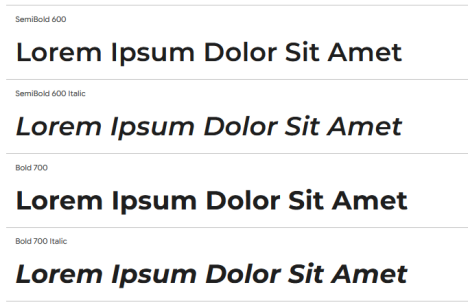 SemiBold 600
Lorem Ipsum Dolor Sit Amet
SemiBold 600 Italic
Lorem Ipsum Dolor Sit Amet
Bold 700
Lorem Ipsum Dolor Sit Amet
Bold 700 Italic
Lorem Ipsum Dolor Sit Amet